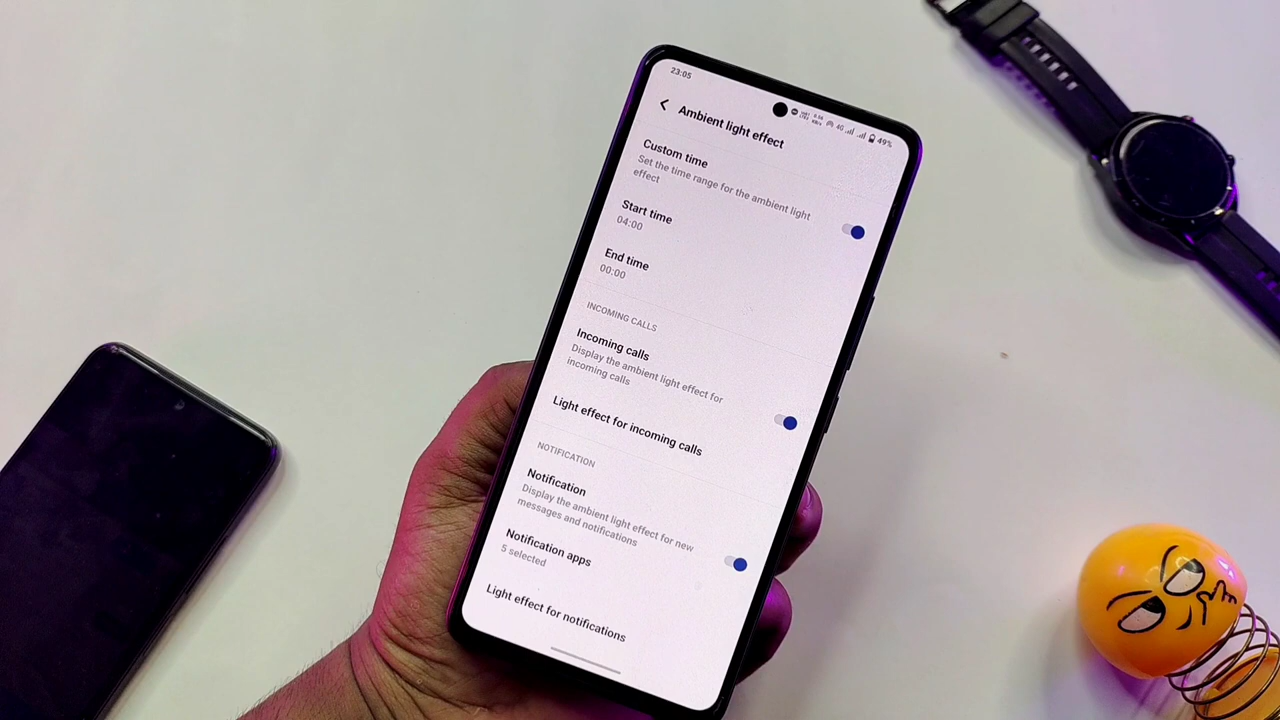 23:05
4G 49%
Ambient light effect
Custom time
Set the time range for the ambient light
effect
Start time
04:00
End time
00:00
INCOMING CALLS
Incoming calls
Display the ambient light effect for
incoming calls
Light effect for incoming calls
NOTIFICATION
Notification
Display the ambient light effect for new
messages and notifications
Notification apps
5 selected
Light effect for notifications